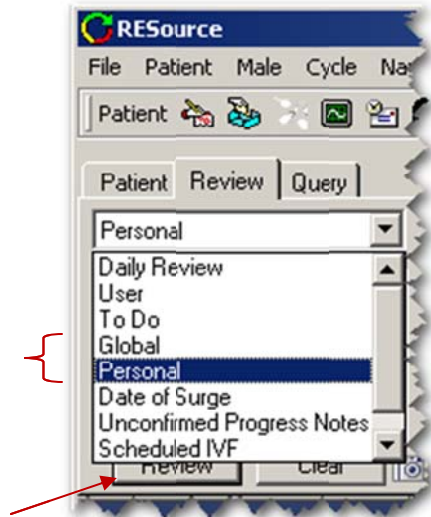 RESource
File Patient Male Cycle
Patient
Patient Review Query
Personal
Daily Review
User
To Do
Global
Personal
Date of Surge
Unconfirmed Progress Notes
Scheduled IVF
Review Clear